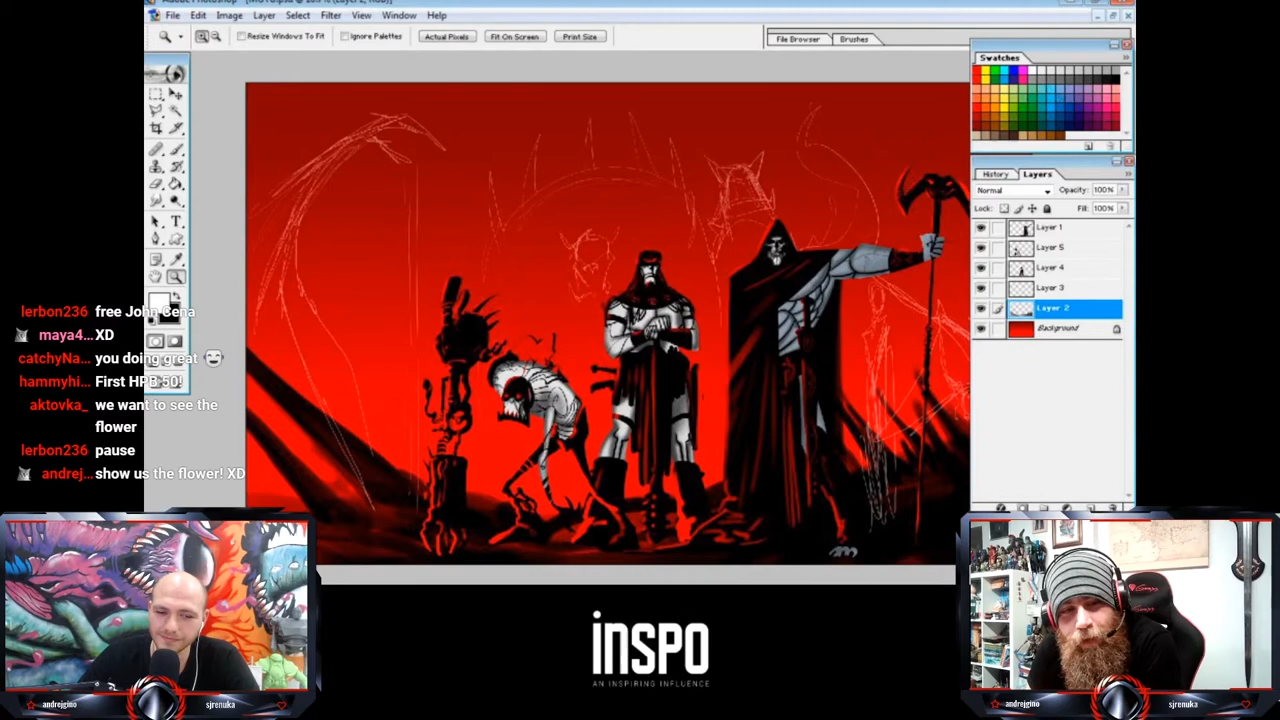 File Edit Image Layer Select Filter View Window Help
Resize Windows To Fit Ignore Palettes Actual Pixels Fit On Screen Print Size
File Browser Brushes
Swatches
History Layers
Normal Opacity: 100%
Lock: Fill: 100%
Layer 1
Layer 5
Layer 4
Layer 3
Layer 2
Background
lerbon236 free John Cena
maya4... XD
catchyNa... you doing great
hammyhi... First HPB 50!
aktovka_ we want to see the
flower
lerbon236 pause
andrej... show us the flower! XD
inspo
AN INSPIRING INFLUENCE
andrejgino sjrenuka
andrejgino sjrenuka